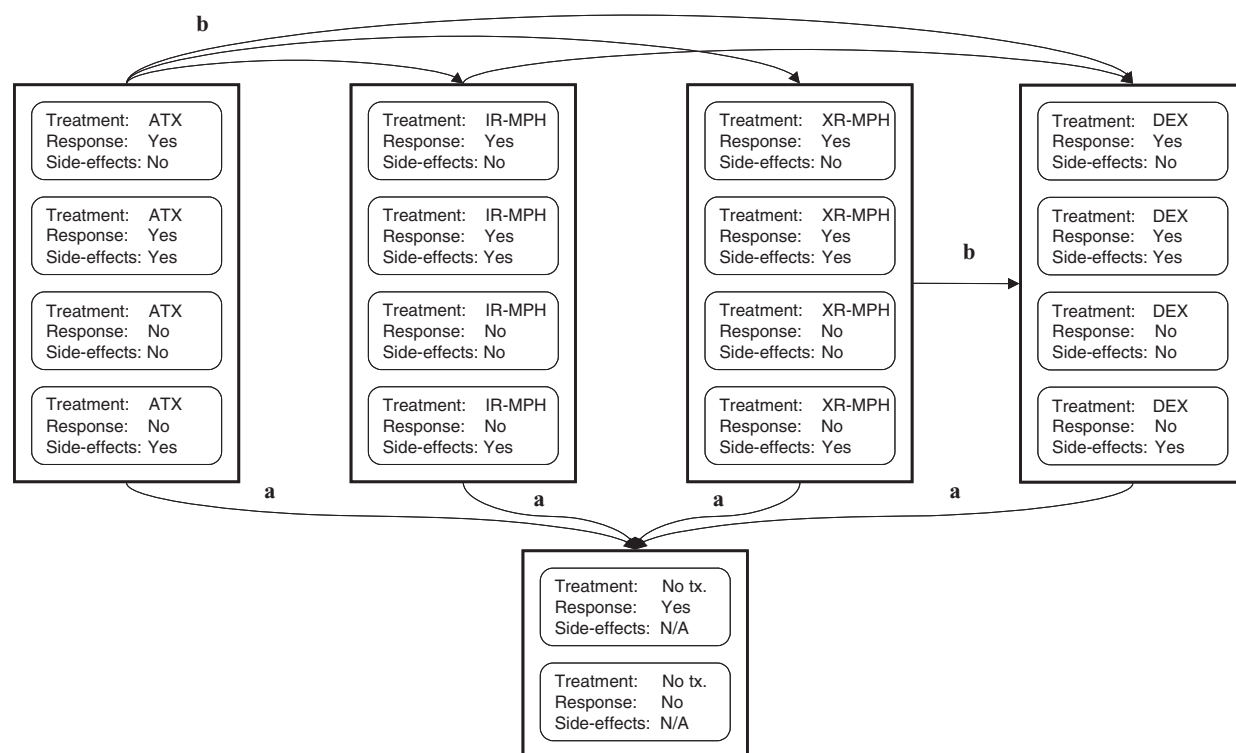 b
Treatment: ATX
Response: Yes
Side-effects: No
Treatment: ATX
Response: Yes
Side-effects: Yes
Treatment: ATX
Response: No
Side-effects: No
Treatment: ATX
Response: No
Side-effects: Yes
Treatment: IR-MPH
Response: Yes
Side-effects: No
Treatment: IR-MPH
Response: Yes
Side-effects: Yes
Treatment: IR-MPH
Response: No
Side-effects: No
Treatment: IR-MPH
Response: No
Side-effects: Yes
Treatment: XR-MPH
Response: Yes
Side-effects: No
Treatment: XR-MPH
Response: Yes
Side-effects: Yes
Treatment: XR-MPH
Response: No
Side-effects: No
Treatment: XR-MPH
Response: No
Side-effects: Yes
b
Treatment: DEX
Response: Yes
Side-effects: No
Treatment: DEX
Response: Yes
Side-effects: Yes
Treatment: DEX
Response: No
Side-effects: No
Treatment: DEX
Response: No
Side-effects: Yes
a
a
a
a
Treatment: No tx.
Response: Yes
Side-effects: N/A
Treatment: No tx.
Response: No
Side-effects: N/A